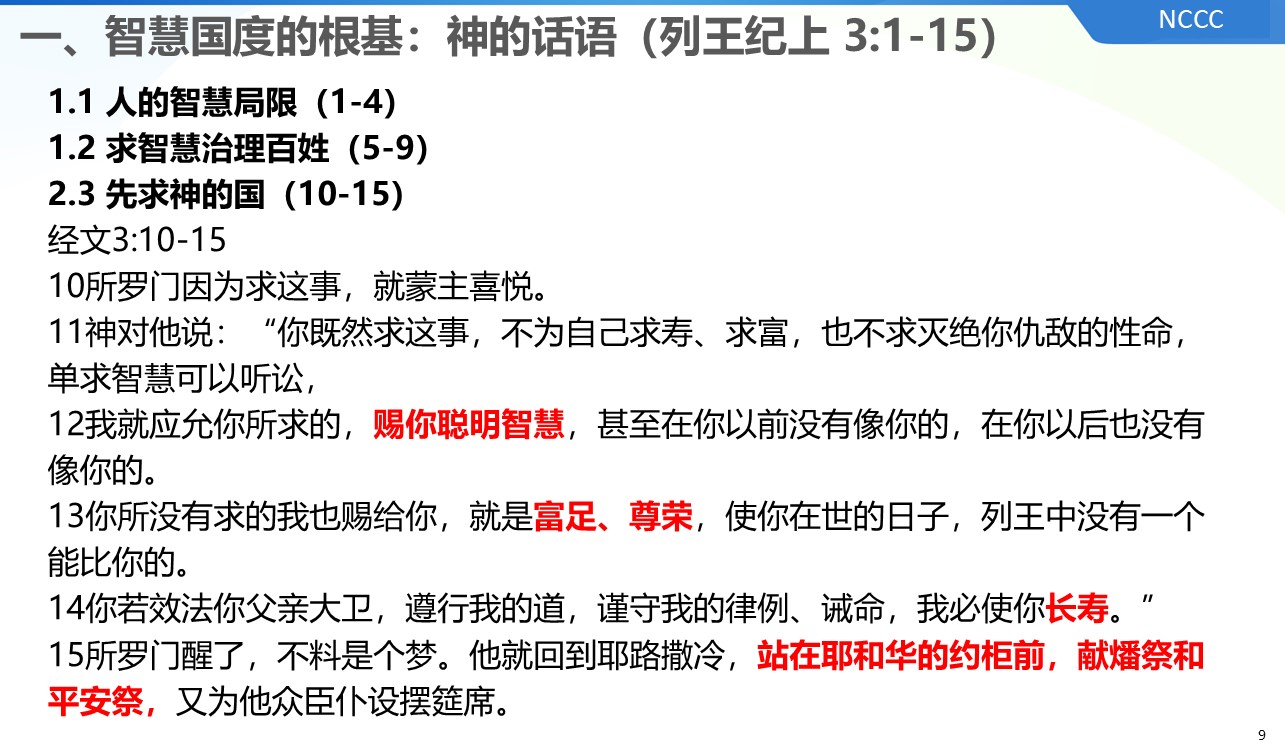 一、智慧国度的根基：神的话语（列王纪上 3:1-15）
NCCC
1.1 人的智慧局限（1-4）
1.2 求智慧治理百姓（5-9）
2.3 先求神的国（10-15）
经文3:10-15
10所罗门因为求这事，就蒙主喜悦。
11神对他说：“你既然求这事，不为自己求寿、求富，也不求灭绝你仇敌的性命，
单求智慧可以听讼，
12我就应允你所求的，赐你聪明智慧，甚至在你以前没有像你的，在你以后也没有
像你的。
13你所没有求的我也赐给你，就是富足、尊荣，使你在世的日子，列王中没有一个
能比你的。
14你若效法你父亲大卫，遵行我的道，谨守我的律例、诫命，我必使你长寿。”
15所罗门醒了，不料是个梦。他就回到耶路撒冷，站在耶和华的约柜前，献燔祭和
平安祭，又为他众臣仆设摆筵席。
9